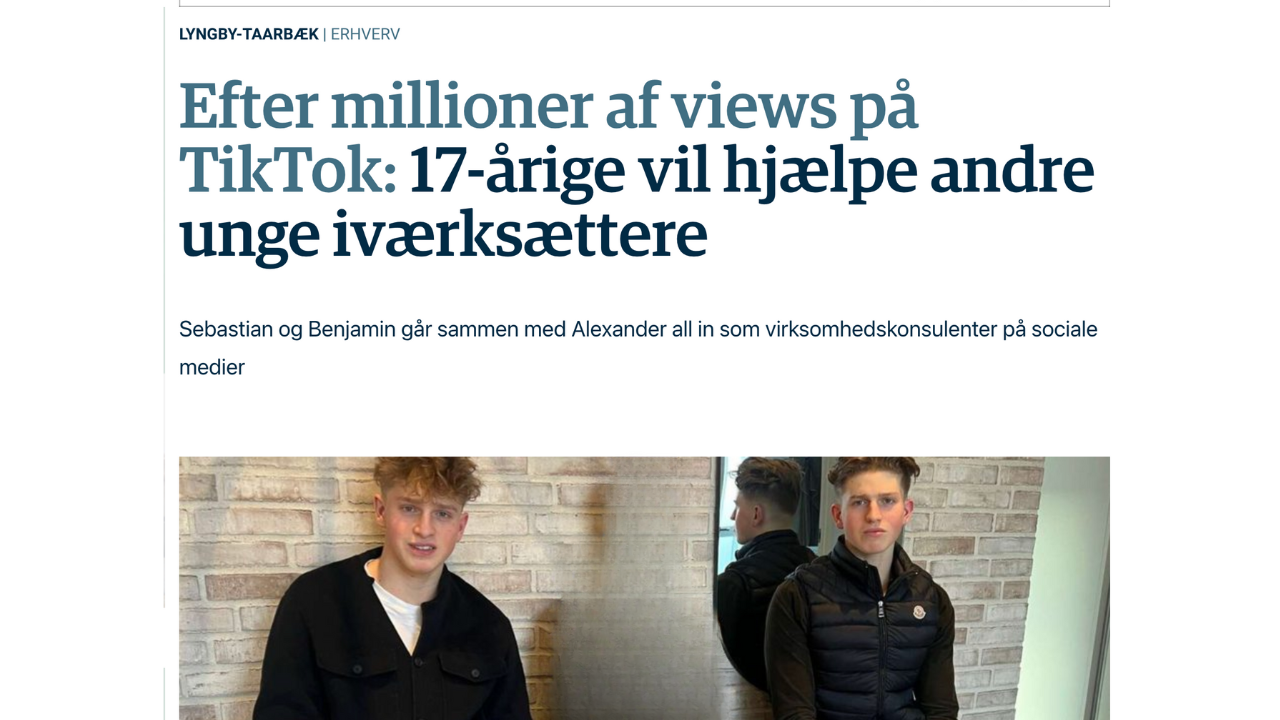 LYNGBY-TAARBÆK | ERHVERV
Efter millioner af views på
TikTok: 17-årige vil hjælpe andre
unge iværksættere
Sebastian og Benjamin går sammen med Alexander all in som virksomhedskonsulenter på sociale
medier